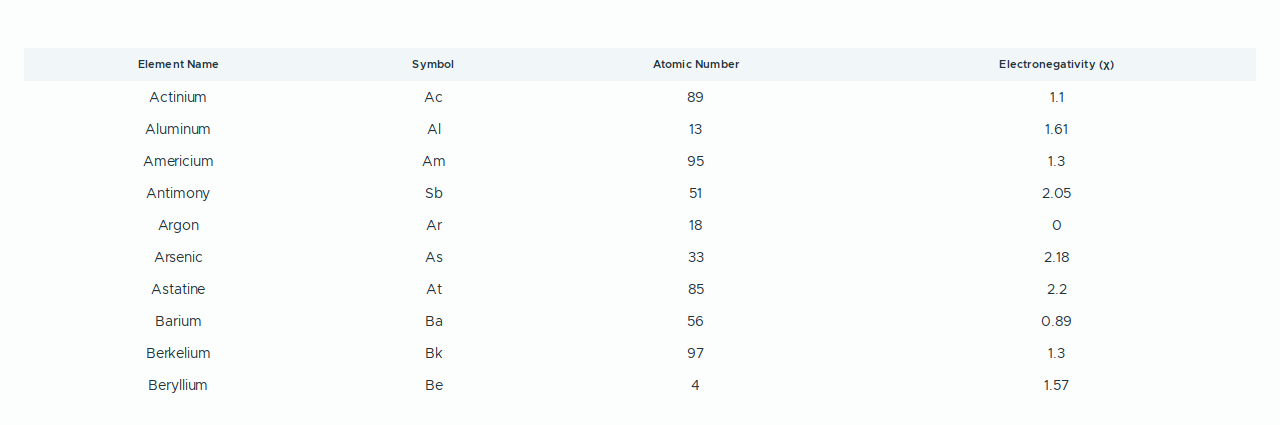 Element Name Symbol Atomic Number Electronegativity (χ)
Actinium Ac 89 1.1
Aluminum Al 13 1.61
Americium Am 95 1.3
Antimony Sb 51 2.05
Argon Ar 18 0
Arsenic As 33 2.18
Astatine At 85 2.2
Barium Ba 56 0.89
Berkelium Bk 97 1.3
Beryllium Be 4 1.57